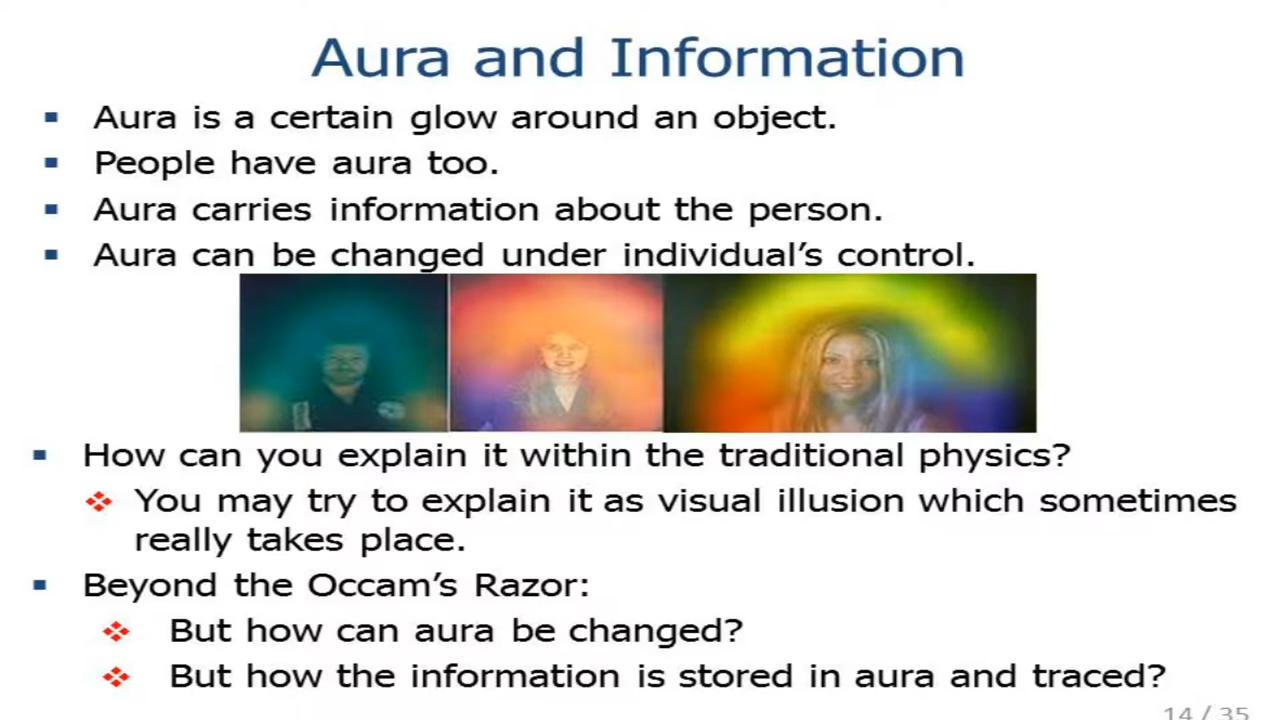 Aura and Information
▪ Aura is a certain glow around an object.
▪ People have aura too.
▪ Aura carries information about the person.
▪ Aura can be changed under individual’s control.
▪ How can you explain it within the traditional physics?
❖ You may try to explain it as visual illusion which sometimes
really takes place.
▪ Beyond the Occam’s Razor:
❖ But how can aura be changed?
❖ But how the information is stored in aura and traced?
14 / 35